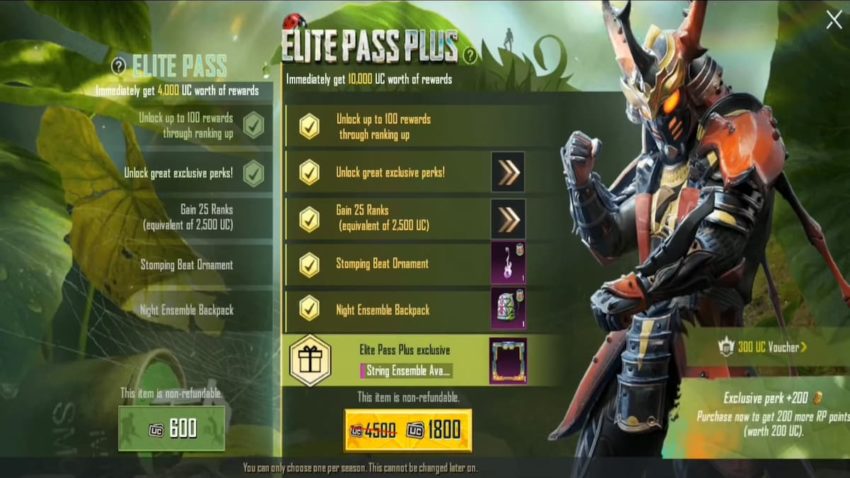 ELITE PASS
Immediately get 4,000 UC worth of rewards
Unlock up to 100 rewards
through ranking up
Unlock great exclusive perks!
Gain 25 Ranks
(equivalent of 2,500 UC)
Stomping Beat Ornament
Night Ensemble Backpack
This item is non-refundable.
UC 600
ELITE PASS PLUS
Immediately get 10,000 UC worth of rewards
Unlock up to 100 rewards
through ranking up
Unlock great exclusive perks!
Gain 25 Ranks
(equivalent of 2,500 UC)
Stomping Beat Ornament
1
Night Ensemble Backpack
1
Elite Pass Plus exclusive
String Ensemble Ava...
This item is non-refundable.
UC 4500 UC 1800
300 UC Voucher
Exclusive perk +200
Purchase now to get 200 more RP points
(worth 200 UC).
You can only choose one per season. This cannot be changed later on.